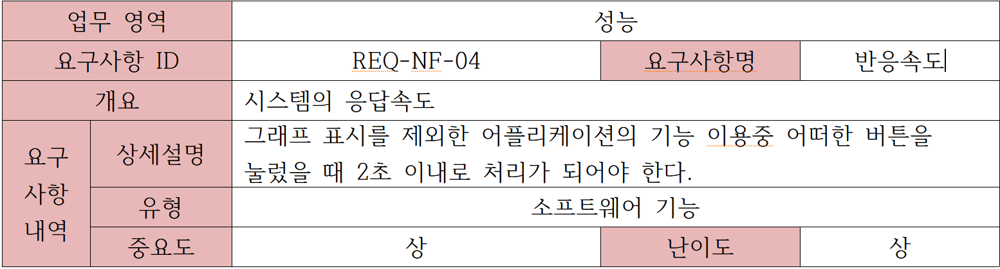 업무 영역 성능
요구사항 ID REQ-NF-04 요구사항명 반응속도
개요 시스템의 응답속도
요구 사항 내역
상세설명
그래프 표시를 제외한 어플리케이션의 기능 이용중 어떠한 버튼을
눌렀을 때 2초 이내로 처리가 되어야 한다.
유형 소프트웨어 기능
중요도 상 난이도 상